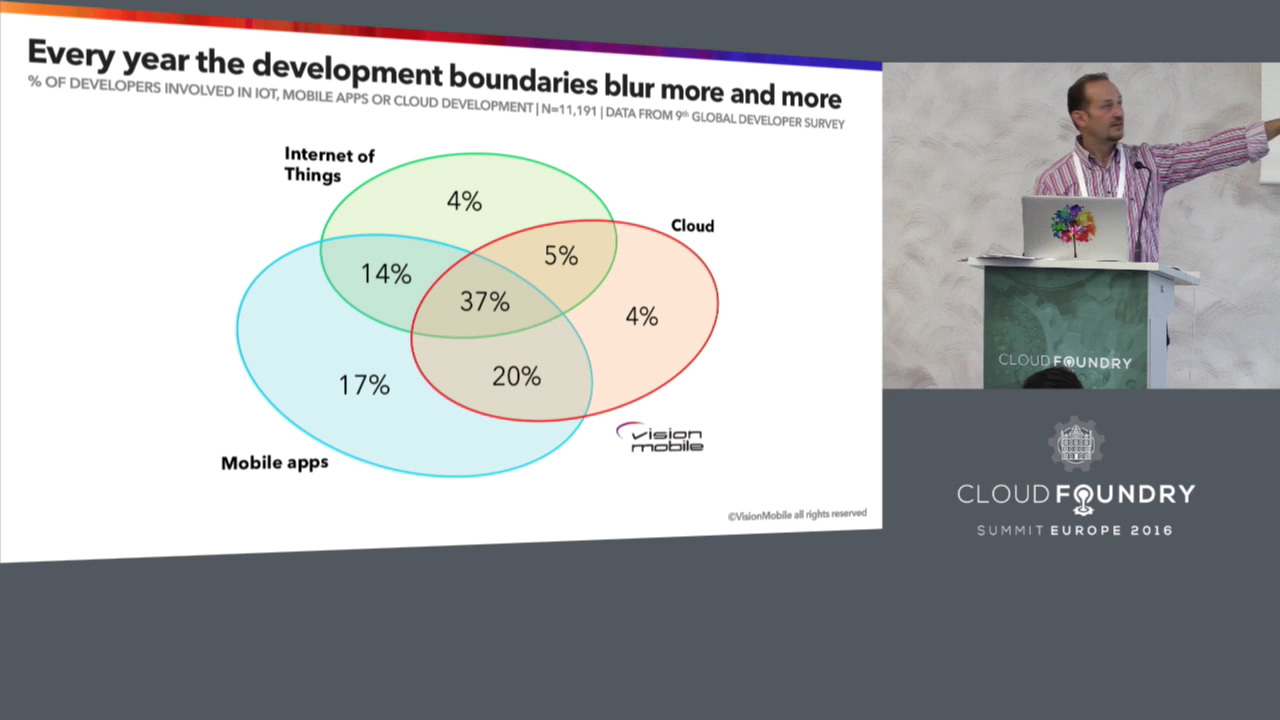 Every year the development boundaries blur more and more
% OF DEVELOPERS INVOLVED IN IOT, MOBILE APPS OR CLOUD DEVELOPMENT | N=11,191 | DATA FROM 9th GLOBAL DEVELOPER SURVEY
Internet of
Things
4%
Cloud
5%
14%
37%
4%
20%
17%
vision
mobile
Mobile apps
©VisionMobile all rights reserved
CLOUD FOUNDRY
CLOUD FOUNDRY
SUMMIT EUROPE 2016